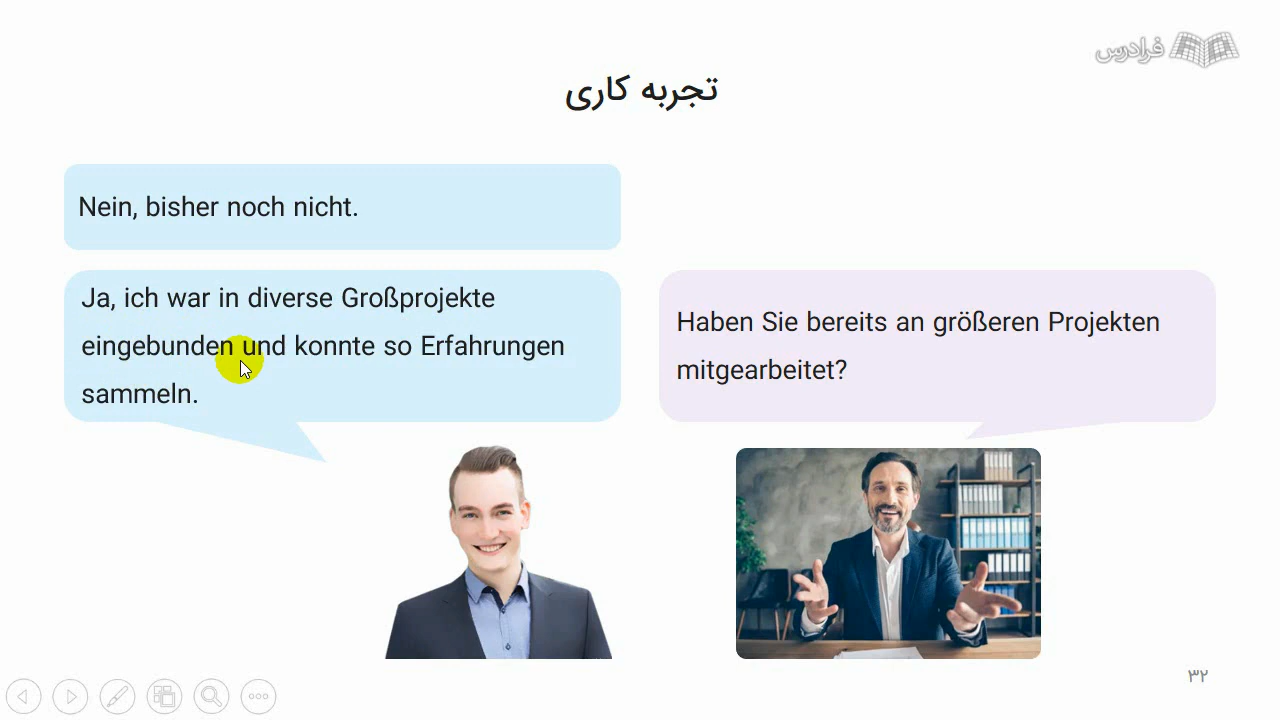 فرادرس
تجربه کاری
Nein, bisher noch nicht.
Ja, ich war in diverse Großprojekte
eingebunden und konnte so Erfahrungen
sammeln.
Haben Sie bereits an größeren Projekten
mitgearbeitet?
۳۲